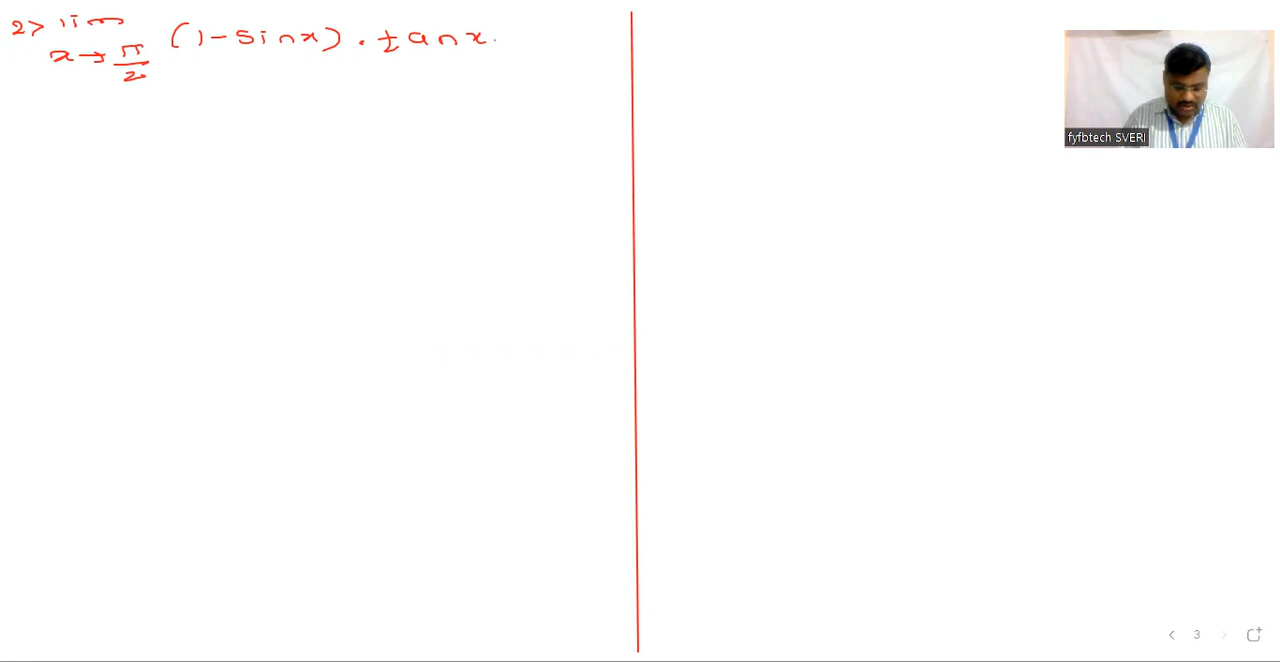 2> lim
x→π/2 (1-sinx).tanx.
fyfbtech SVERI
< 3 >